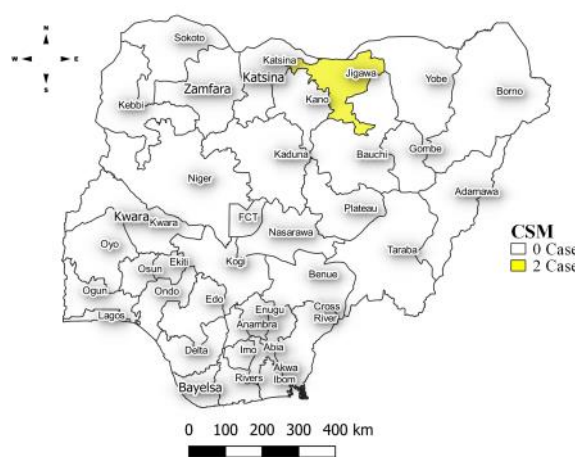 N
W E
S
Sokoto
Katsina
Jigawa
Zamfara
Katsina
Yobe
Kebbi
Kano
Borno
Kaduna
Bauchi
Gombe
Niger
Adamawa
Kwara
Kwara
FCT
Plateau
Nasarawa
Oyo
Taraba
CSM
0 Case
2 Case
Osun
Ekiti
Kogi
Benue
Ogun
Ondo
Edo
Lagos
Enugu
Cross
River
Anambra
Delta
Imo
Abia
Bayelsa
Rivers
Akwa
Ibom
0 100 200 300 400 km